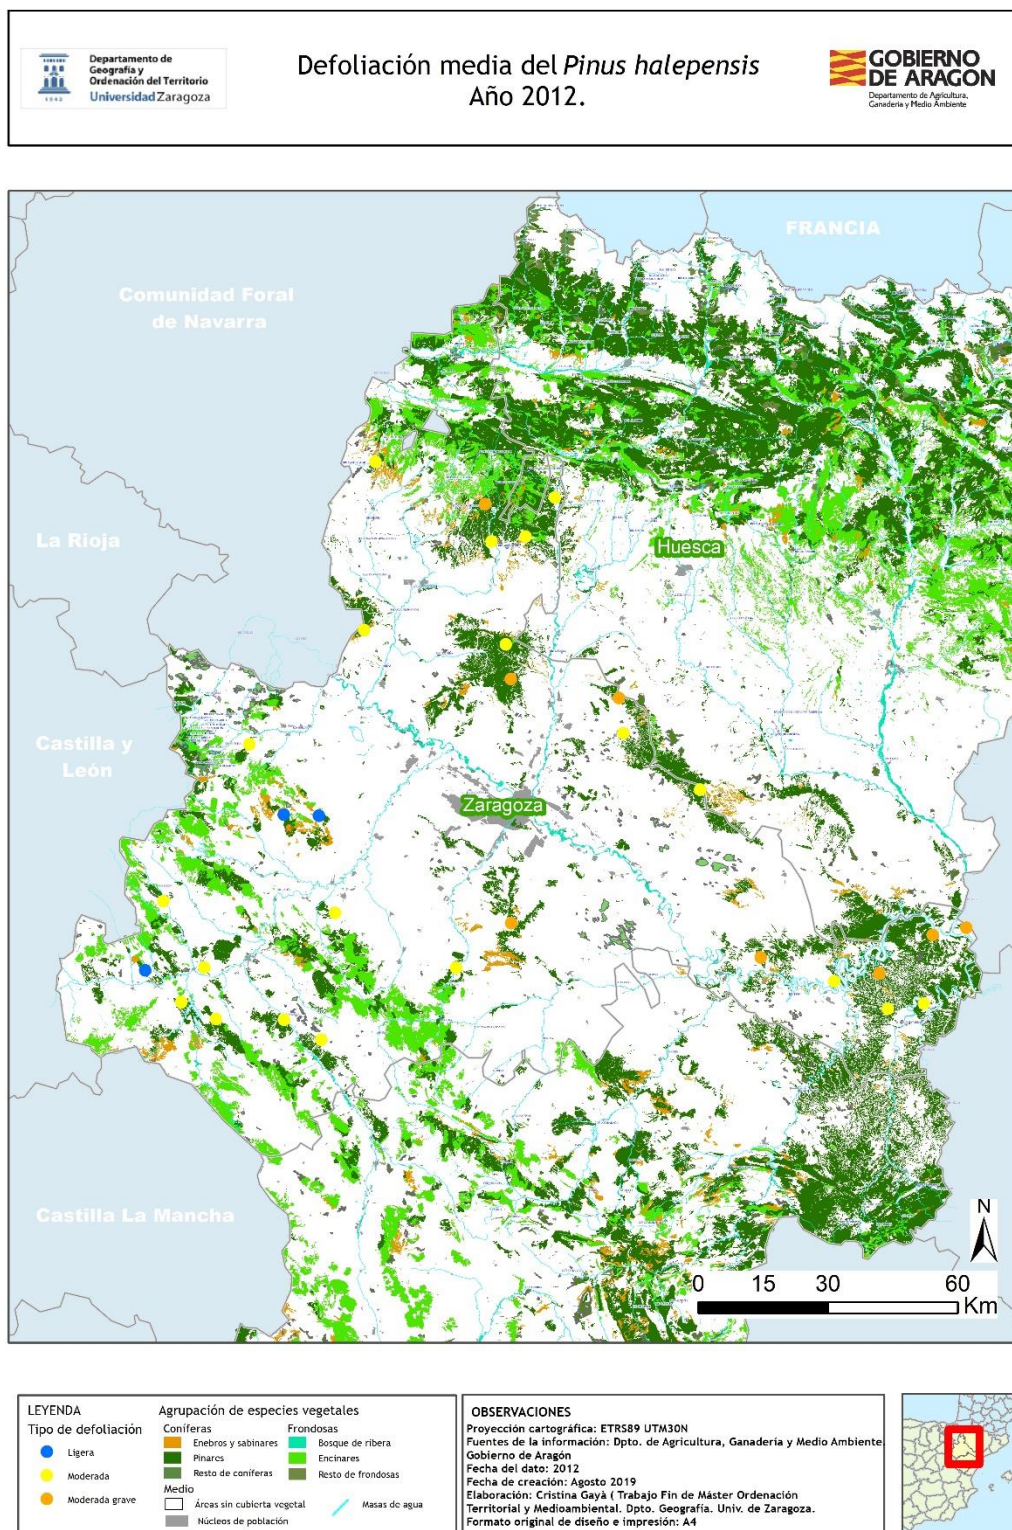 Departamento de
Geografía y
Ordenación del Territorio
Universidad Zaragoza
1542
Defoliación media del Pinus halepensis
Año 2012.
GOBIERNO
DE ARAGON
Departamento de Agricultura,
Ganadería y Medio Ambiente
FRANCIA
Comunidad Foral
de Navarra
La Rioja
Huesca
Castilla y
León
Zaragoza
Castilla La Mancha
N
0 15 30 60
Km
LEYENDA
Tipo de defoliación
Ligera
Moderada
Moderada grave
Agrupación de especies vegetales
Coníferas
Enebros y sabinares
Pinares
Resto de coníferas
Frondosas
Bosque de ribera
Encinares
Resto de frondosas
Medio
Áreas sin cubierta vegetal
Núcleos de población
Masas de agua
OBSERVACIONES
Proyección cartográfica: ETRS89 UTM30N
Fuentes de la información: Dpto. de Agricultura, Ganadería y Medio Ambiente.
Gobierno de Aragón
Fecha del dato: 2012
Fecha de creación: Agosto 2019
Elaboración: Cristina Gayà ( Trabajo Fin de Máster Ordenación
Territorial y Medioambiental. Dpto. Geografía. Univ. de Zaragoza.
Formato original de diseño e impresión: A4